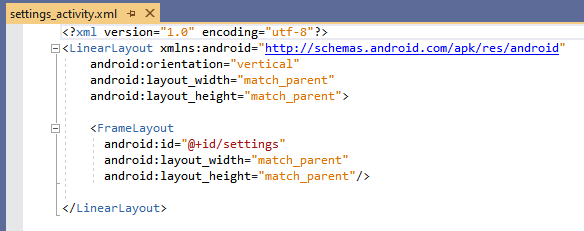 settings_activity.xml
<?xml version="1.0" encoding="utf-8"?>
<LinearLayout xmlns:android="http://schemas.android.com/apk/res/android"
    android:orientation="vertical"
    android:layout_width="match_parent"
    android:layout_height="match_parent">

    <FrameLayout
      android:id="@+id/settings"
      android:layout_width="match_parent"
      android:layout_height="match_parent"/>

</LinearLayout>